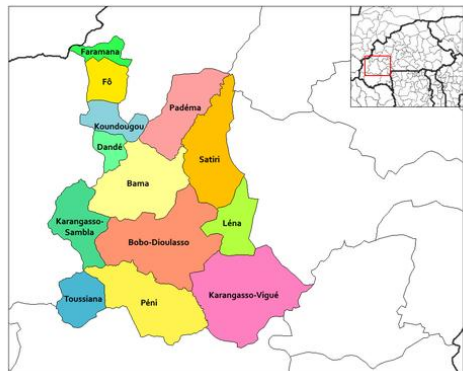 Faramana
Fô
Padéma
Koundougou
Dandé
Satiri
Bama
Karangasso-
Sambla
Léna
Bobo-Dioulasso
Toussiana
Péni
Karangasso-Vigué